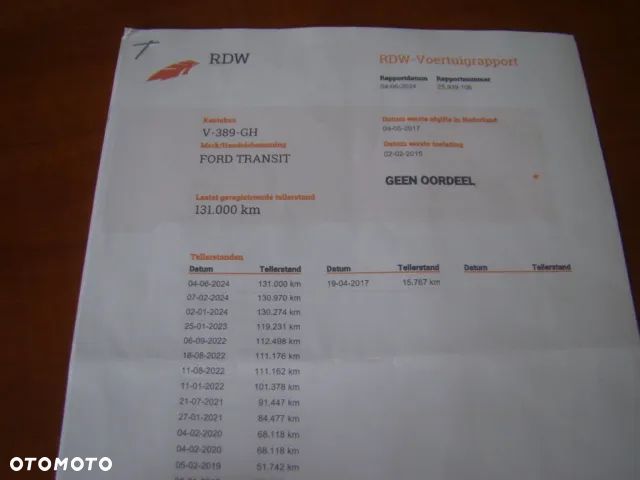 RDW
RDW-Voertuigrapport
Rapportdatum Rapportnummer
04-06-2024 25.939.106
Kenteken
V-389-GH
Merk/Handelsbenaming
FORD TRANSIT
Laatst geregistreerde tellerstand
131.000 km
Datum eerste afgifte in Nederland
09-05-2017
Datum eerste toelating
02-02-2015
GEEN OORDEEL *
Tellerstanden
Datum Tellerstand Datum Tellerstand Datum Tellerstand
04-06-2024 131.000 km 19-04-2017 15.767 km
07-02-2024 130.970 km
02-01-2024 130.274 km
25-01-2023 119.231 km
06-09-2022 112.498 km
18-08-2022 111.176 km
11-08-2022 111.162 km
11-01-2022 101.378 km
21-07-2021 91.447 km
27-01-2021 84.477 km
04-02-2020 68.118 km
04-02-2020 68.118 km
05-02-2019 51.742 km
OTOMOTO